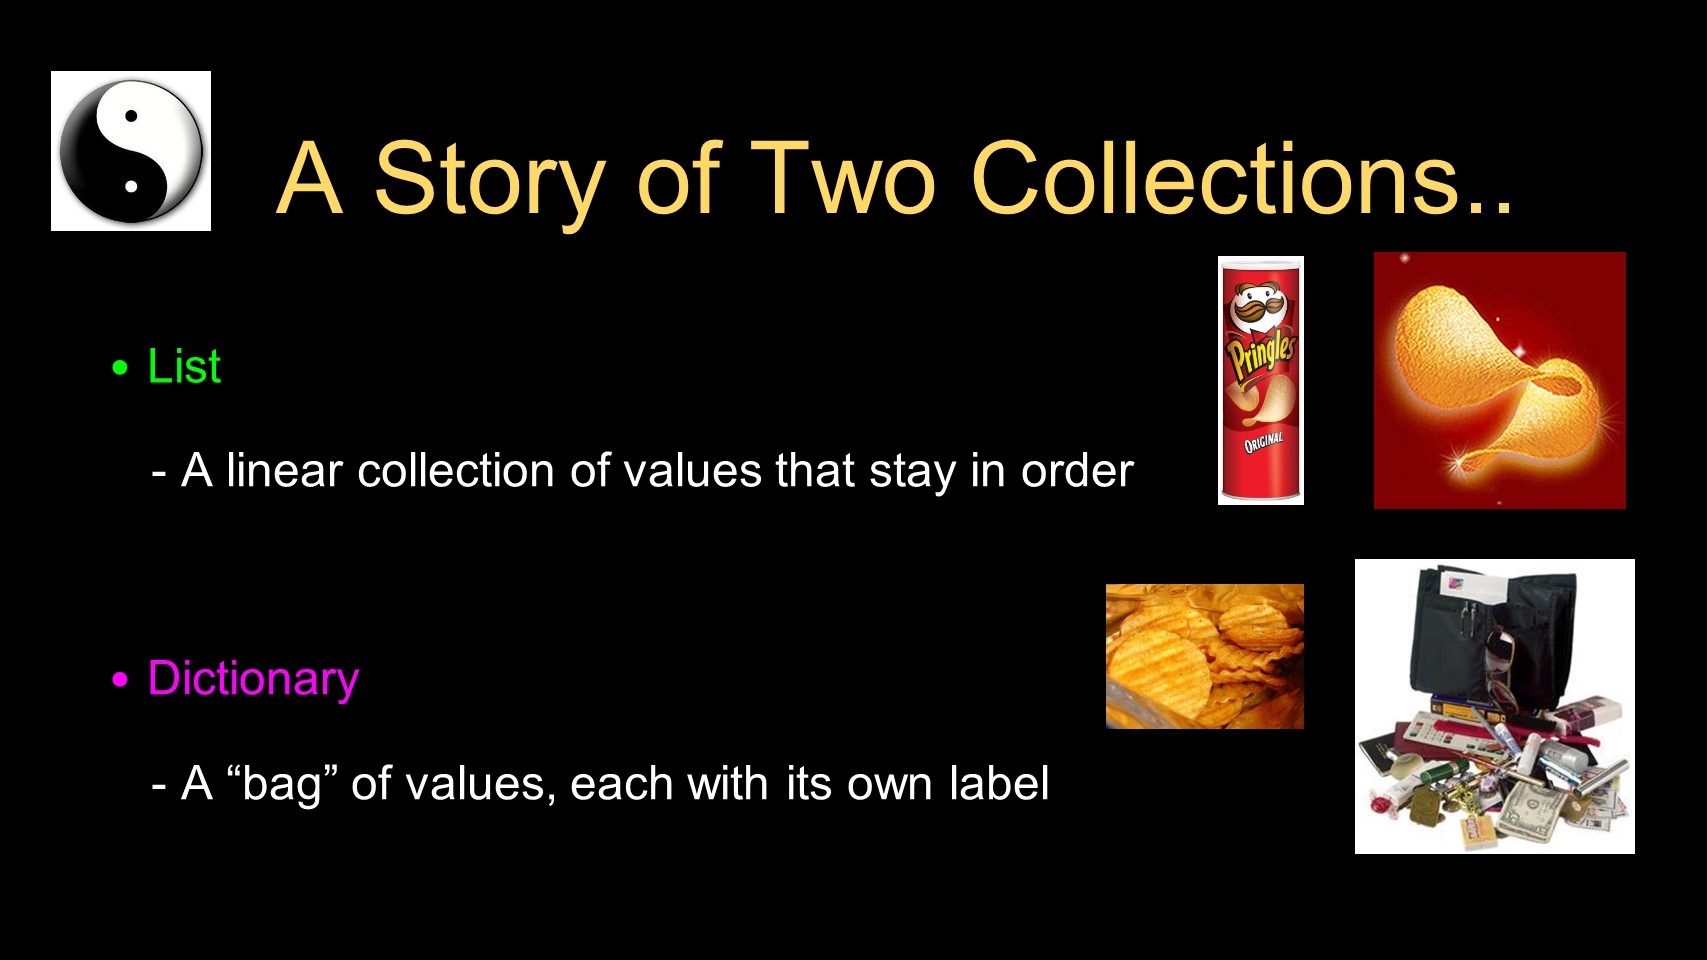 A Story of Two Collections..
Pringles
ORIGINAL
• List
- A linear collection of values that stay in order
• Dictionary
- A “bag” of values, each with its own label